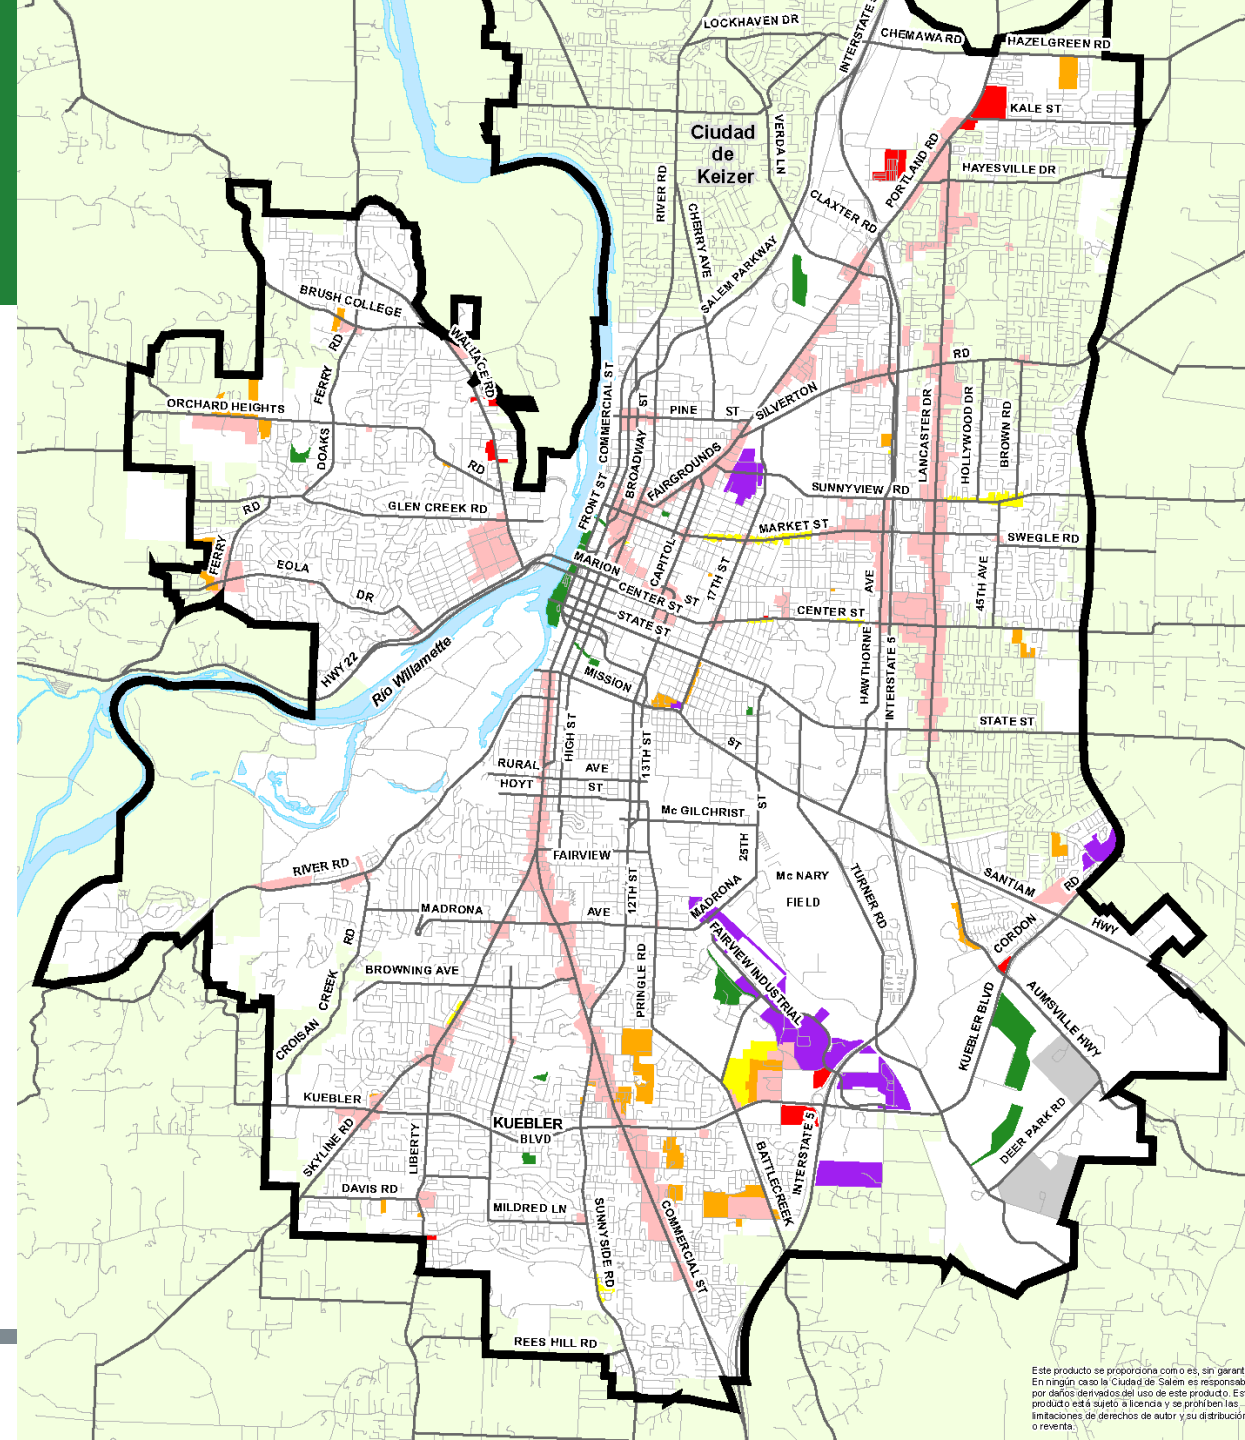 LOCKHAVEN DR
INTERSTATE 5
CHEMAWA RD
HAZELGREEN RD
KALE ST
Ciudad
de
Keizer
VERDA LN
PORTLAND RD
HAYESVILLE DR
RIVER RD
CHERRY AVE
CLAXTER RD
SALEM PARKWAY
BRUSH COLLEGE
RD
WALLACE RD
FERRY
DOAKS
ORCHARD HEIGHTS
RD
COMMERCIAL ST
ST
BROADWAY
PINE ST
SILVERTON
RD
LANCASTER DR
HOLLYWOOD DR
BROWN RD
FAIRGROUNDS
SUNNYVIEW RD
GLEN CREEK RD
RD
FERRY
FRONT ST
MARKET ST
SWEGLE RD
EOLA
DR
MARION
CAPITOL
ST
17TH ST
CENTER ST
CENTER ST
AVE
HAWTHORNE
45TH AVE
STATE ST
INTERSTATE 5
HWY 22
Río Willamette
MISSION
ST
STATE ST
HIGH ST
13TH ST
RURAL AVE
HOYT ST
Mc GILCHRIST
ST
25TH
FAIRVIEW
RIVER RD
12TH ST
Mc NARY
FIELD
TURNER RD
SANTIAM
HWY
RD
CORDON
MADRONA AVE
MADRONA
RD
CREEK
CROISAN
BROWNING AVE
PRINGLE RD
FAIRVIEW INDUSTRIAL
KUEBLER BLVD
AUMSVILLE HWY
DEER PARK RD
KUEBLER
KUEBLER
BLVD
SKYLINE RD
LIBERTY
DAVIS RD
MILDRED LN
SUNNYSIDE RD
COMMERCIAL ST
BATTLECREEK
INTERSTATE 5
REES HILL RD
Este producto se proporciona como es, sin garant
En ningún caso la Ciudad de Salem es responsab
por daños derivados del uso de este producto. Es
producto está sujeto a licencia y se prohíben las
limitaciones de derechos de autor y su distribución
o reventa.